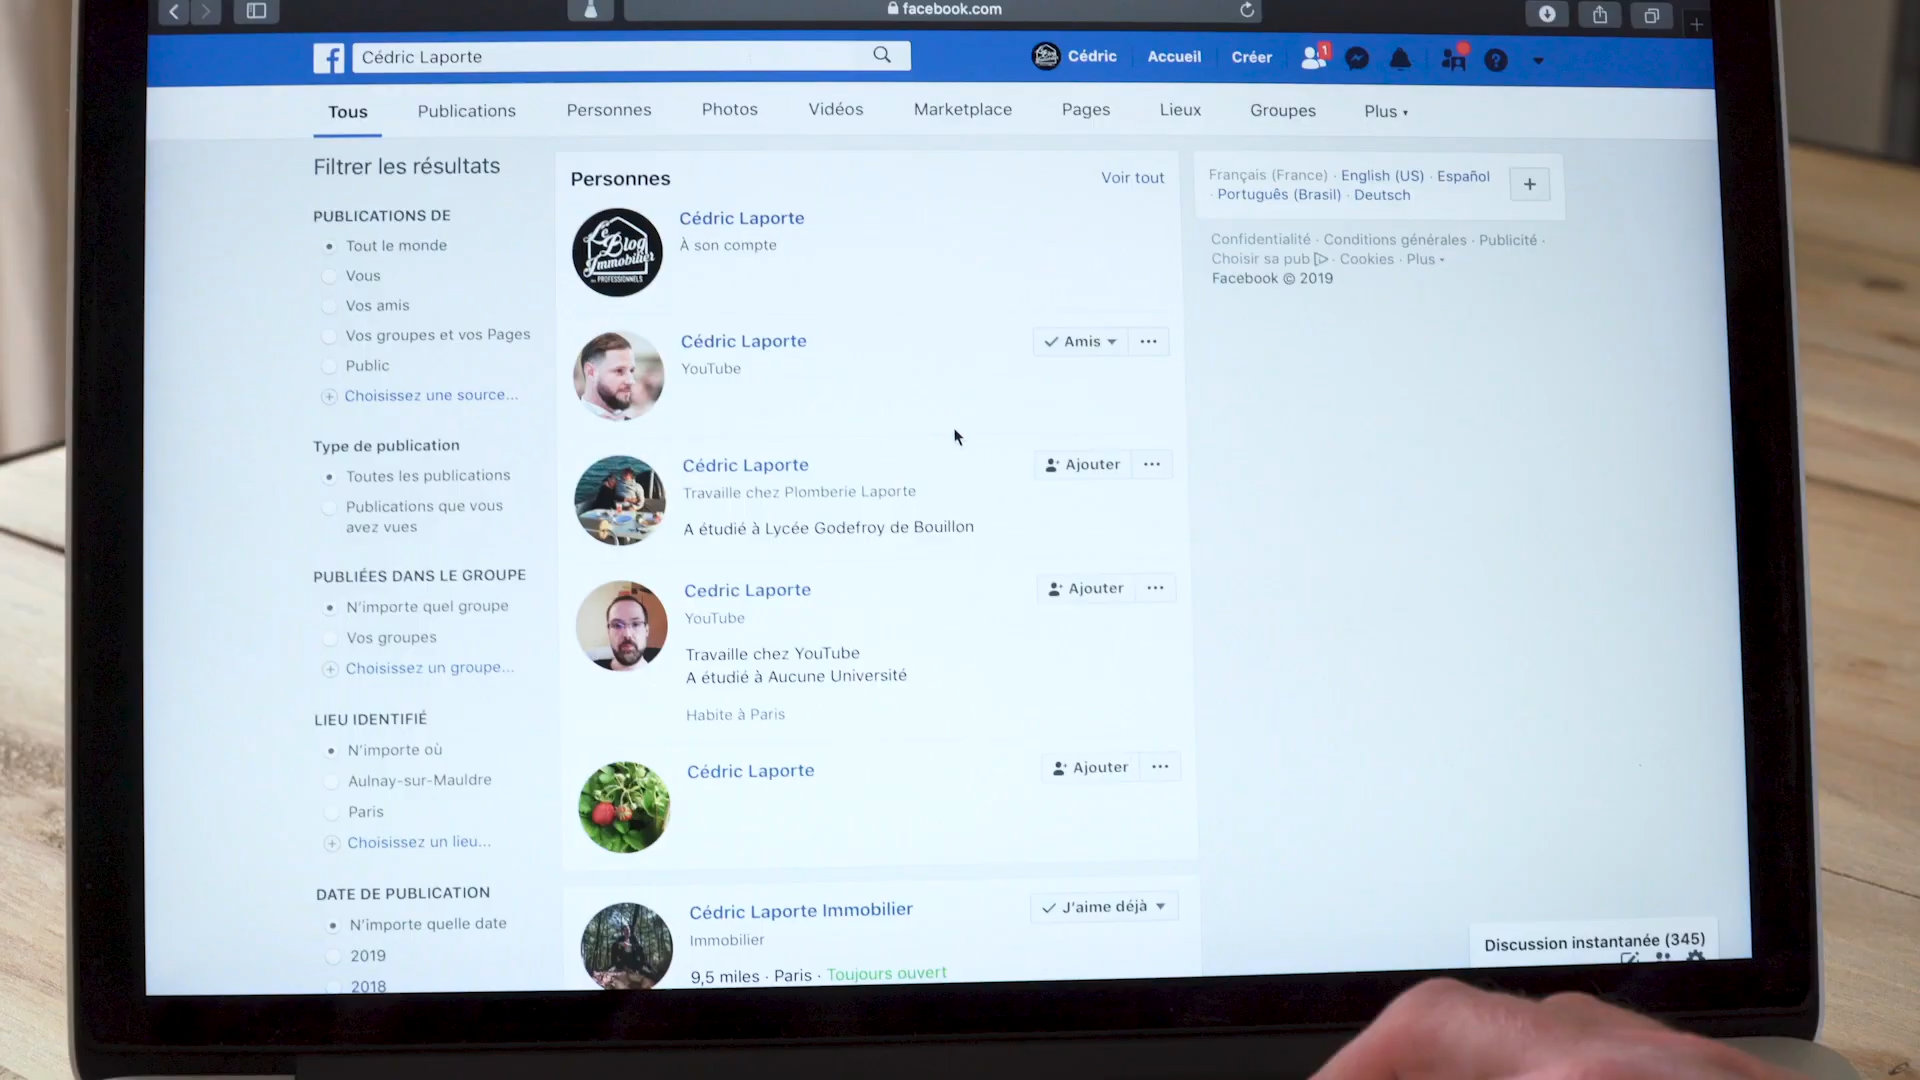 facebook.com
Cédric Laporte
Cédric
Accueil
Créer
1
Tous
Publications
Personnes
Photos
Vidéos
Marketplace
Pages
Lieux
Groupes
Plus
Filtrer les résultats
PUBLICATIONS DE
Tout le monde
Vous
Vos amis
Vos groupes et vos Pages
Public
Choisissez une source...
Type de publication
Toutes les publications
Publications que vous
avez vues
PUBLIÉES DANS LE GROUPE
N'importe quel groupe
Vos groupes
Choisissez un groupe...
LIEU IDENTIFIÉ
N'importe où
Aulnay-sur-Mauldre
Paris
Choisissez un lieu...
DATE DE PUBLICATION
N'importe quelle date
2019
2018
Personnes
Voir tout
Le
Blog
Immobilier
DES PROFESSIONNELS
Cédric Laporte
À son compte
Cédric Laporte
YouTube
Amis
Cédric Laporte
Travaille chez Plomberie Laporte
A étudié à Lycée Godefroy de Bouillon
Ajouter
Cedric Laporte
YouTube
Travaille chez YouTube
A étudié à Aucune Université
Habite à Paris
Ajouter
Cédric Laporte
Ajouter
Cédric Laporte Immobilier
Immobilier
9,5 miles · Paris · Toujours ouvert
J'aime déjà
Français (France) · English (US) · Español
· Português (Brasil) · Deutsch
Confidentialité · Conditions générales · Publicité ·
Choisir sa pub · Cookies · Plus
Facebook © 2019
Discussion instantanée (345)